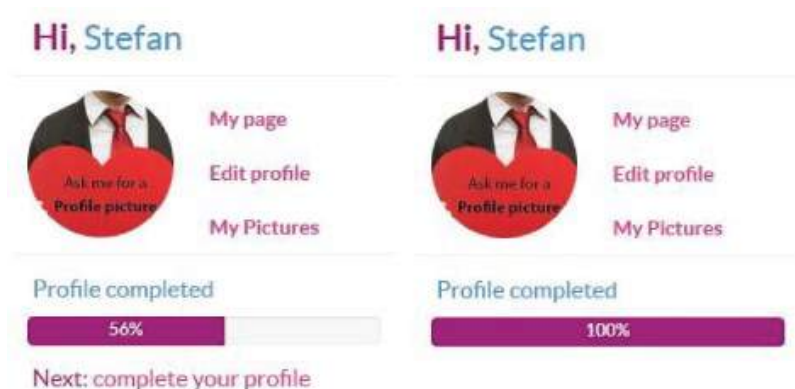 Hi, Stefan
My page
Ask me for a
Profile picture
Edit profile
My Pictures
Profile completed
56%
Next: complete your profile
Hi, Stefan
My page
Ask me for a
Profile picture
Edit profile
My Pictures
Profile completed
100%